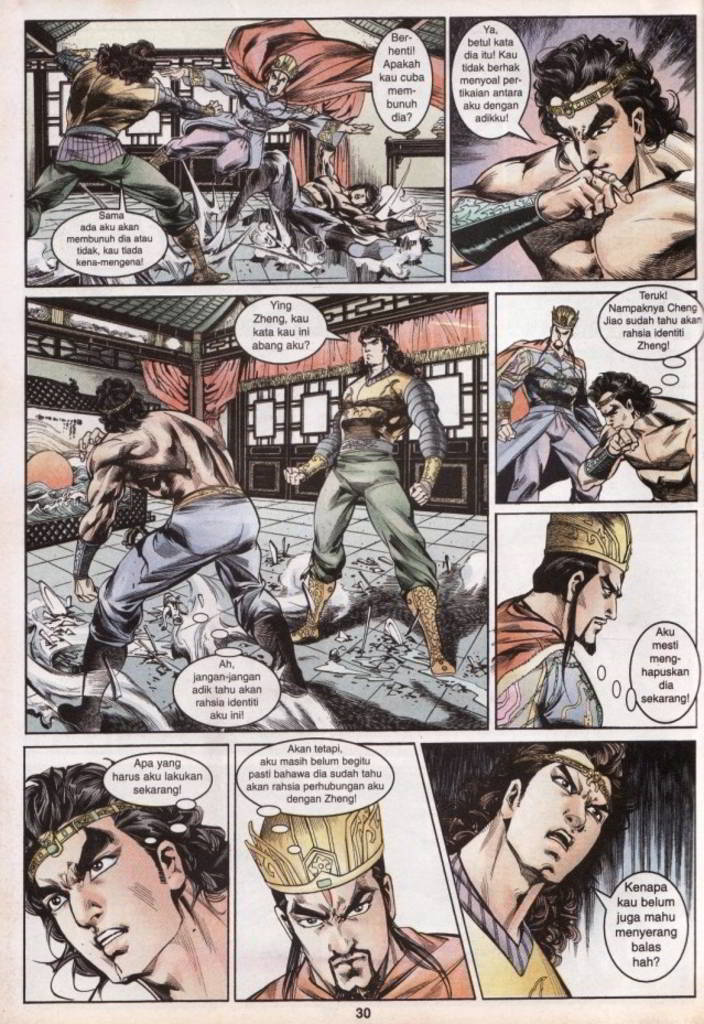 Ber-
henti!
Apakah
kau cuba
mem-
bunuh
dia?
Sama
ada aku
membunuh dia atau
tidak, kau tiada
kena-mengena!
Ya,
betul kata
dia itu! Kau
tidak berhak
menyoal per-
tikaian antara
aku dengan
adikku!
Ying
Zheng, kau
kata kau ini
abang aku?
Ah,
jangan-jangan
adik tahu akan
rahsia identiti
aku ini!
Teruk!
Nampaknya Cheng
Jiao sudah tahu akan
rahsia identiti
Zheng!
Aku
mesti
meng-
hapuskan
dia
sekarang!
Apa yang
harus aku lakukan
sekarang!
Akan tetapi,
aku masih belum begitu
pasti bahawa dia sudah tahu
akan rahsia perhubungan aku
dengan Zheng!
Kenapa
kau belum
juga mahu
menyerang
balas
hah?
30